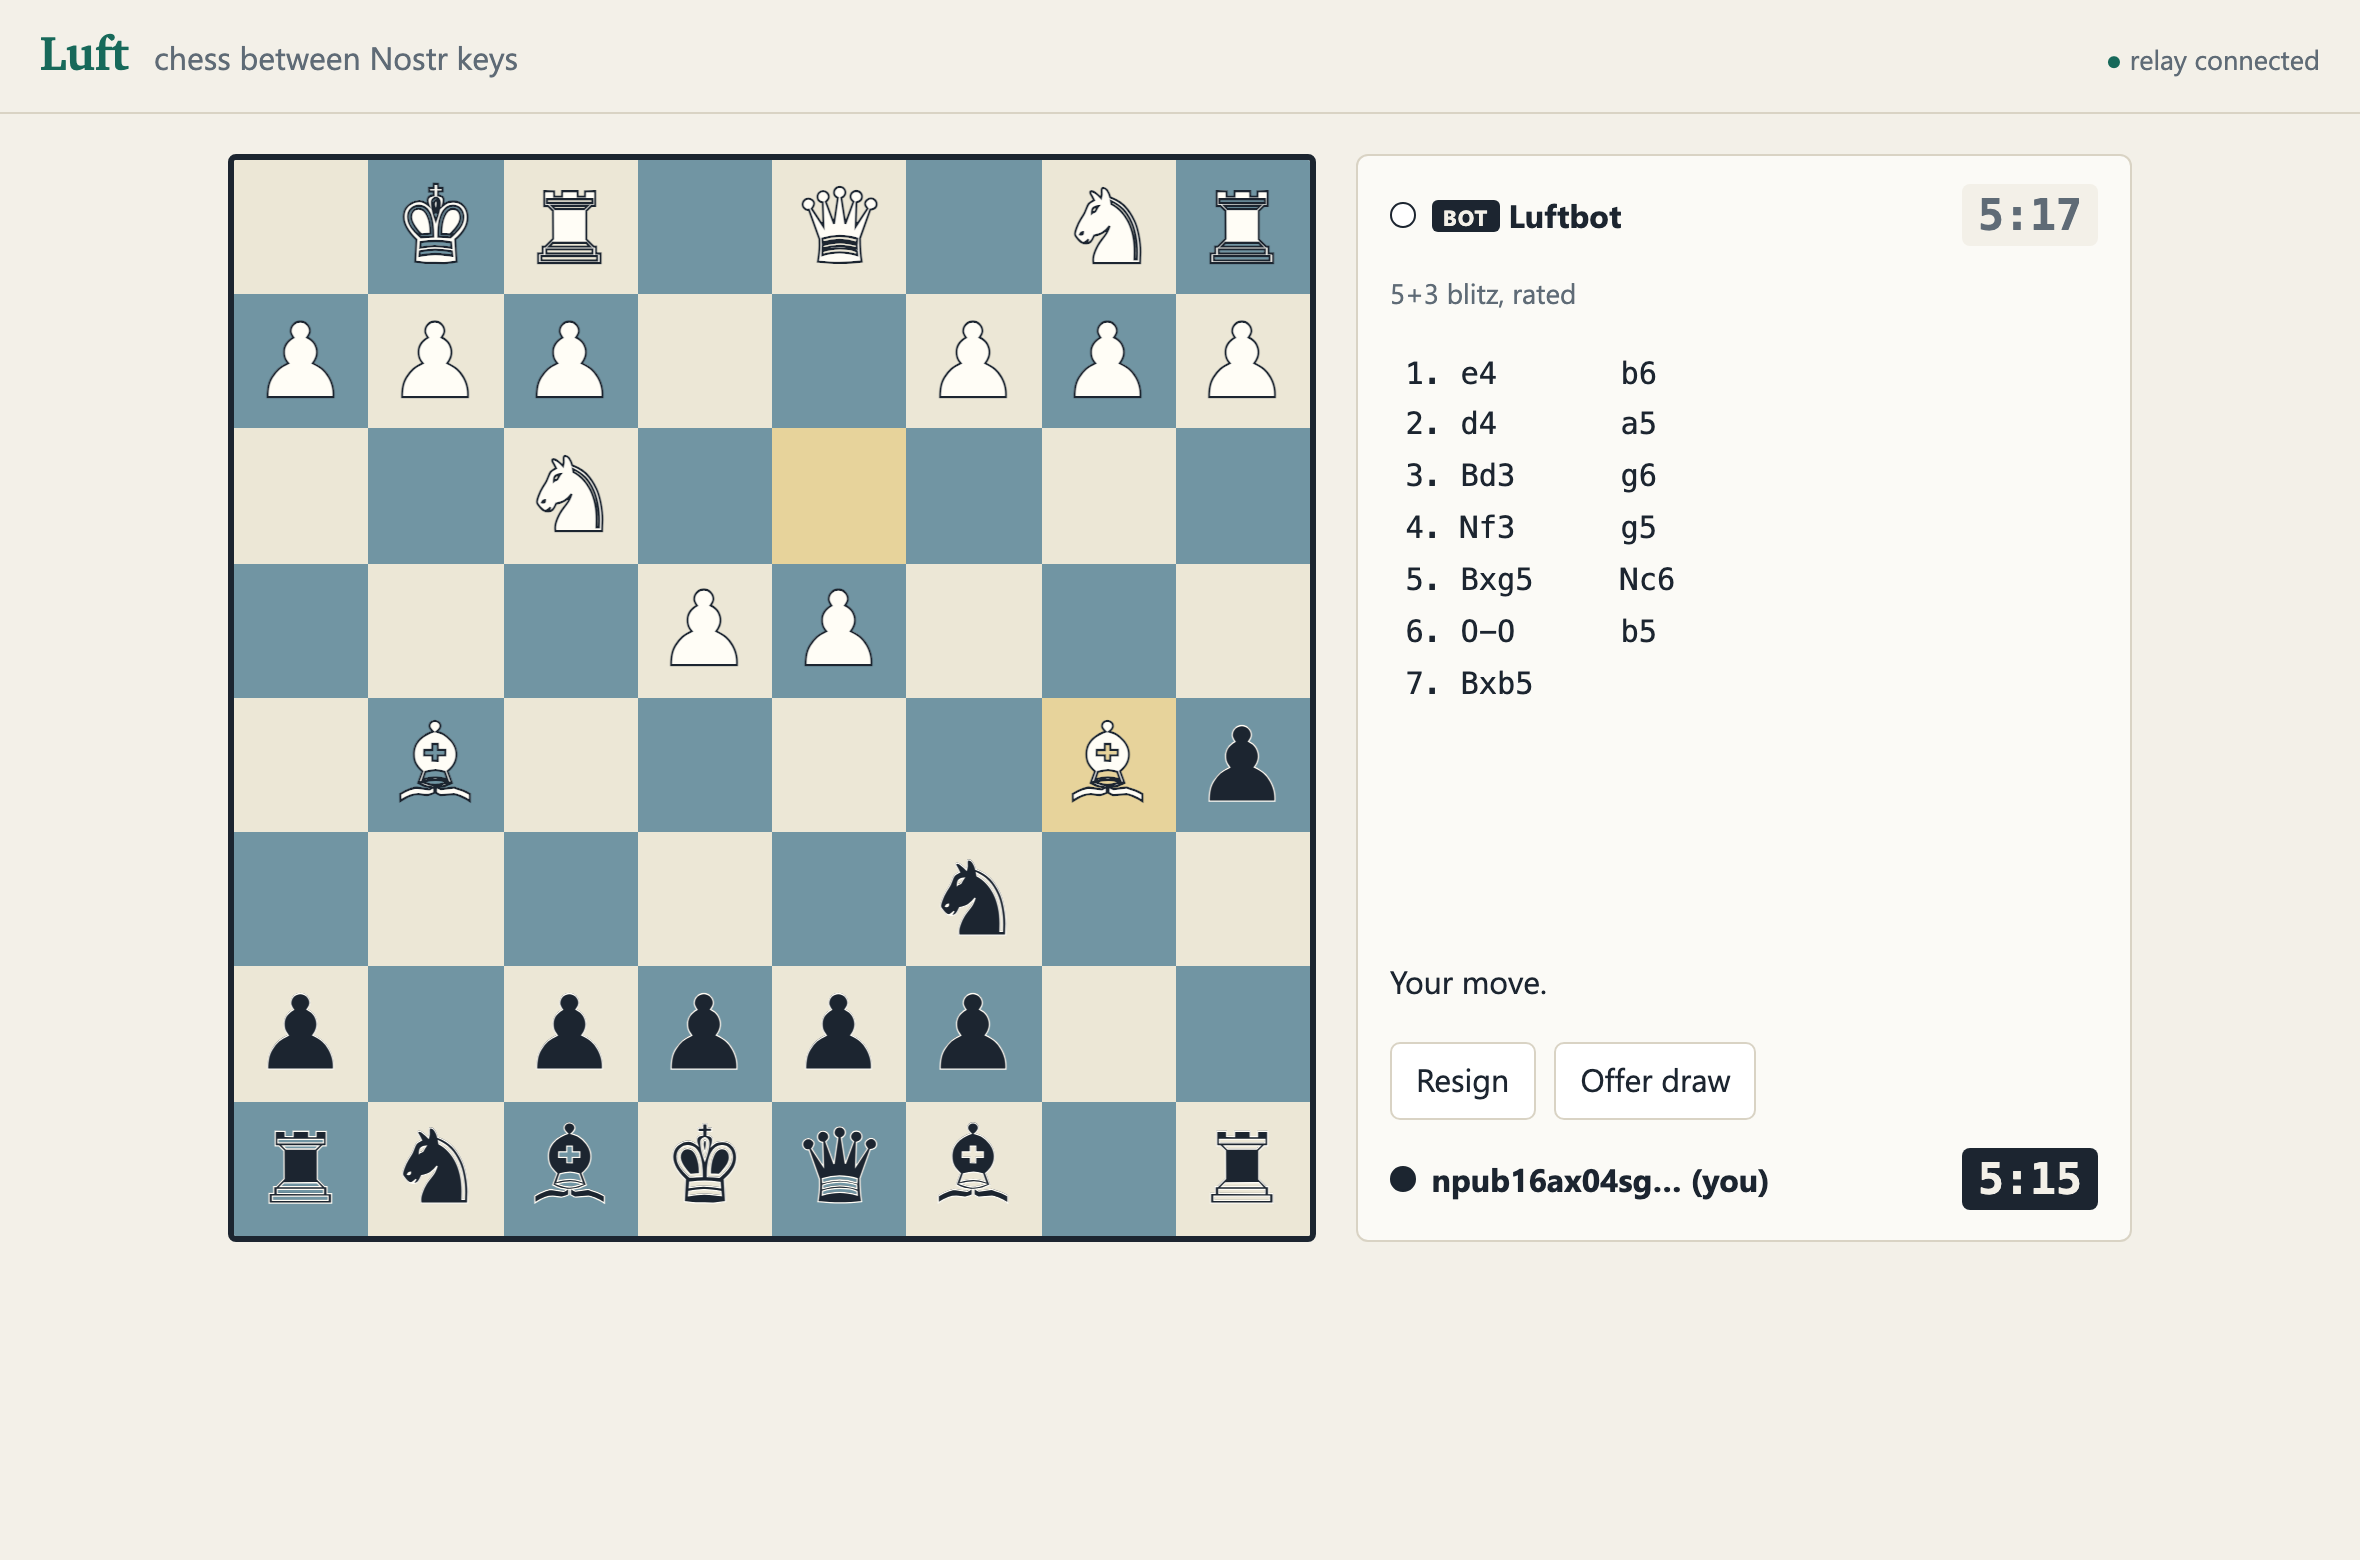 Luft chess between Nostr keys
relay connected
BOT Luftbot 5:17
5+3 blitz, rated
1. e4 b6
2. d4 a5
3. Bd3 g6
4. Nf3 g5
5. Bxg5 Nc6
6. O–O b5
7. Bxb5
Your move.
Resign Offer draw
npub16ax04sg… (you) 5:15